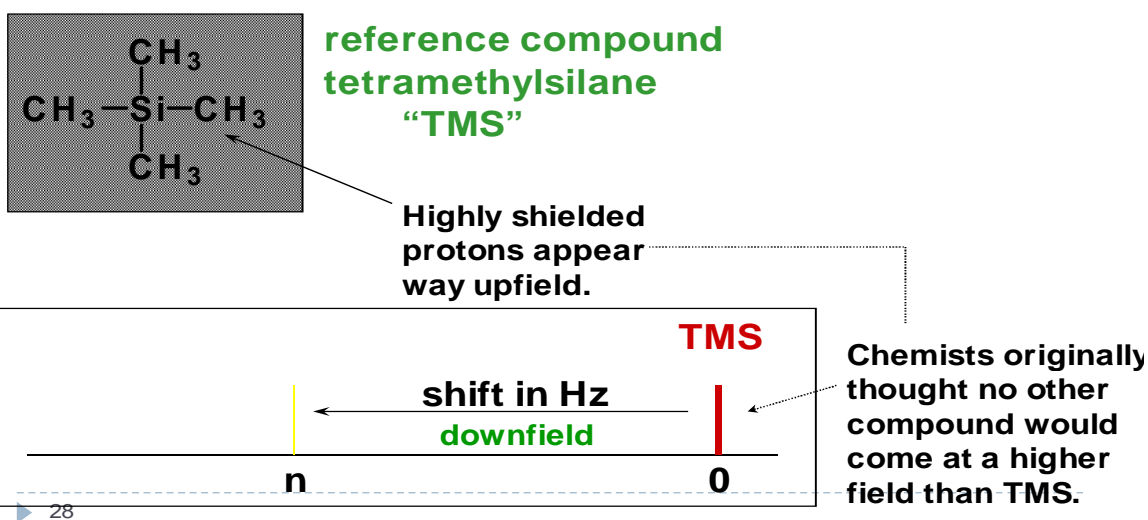 CH₃
CH₃–Si–CH₃
CH₃
reference compound
tetramethylsilane
“TMS”
Highly shielded
protons appear
way upfield.
TMS
shift in Hz
downfield
n
0
Chemists originally
thought no other
compound would
come at a higher
field than TMS.
28